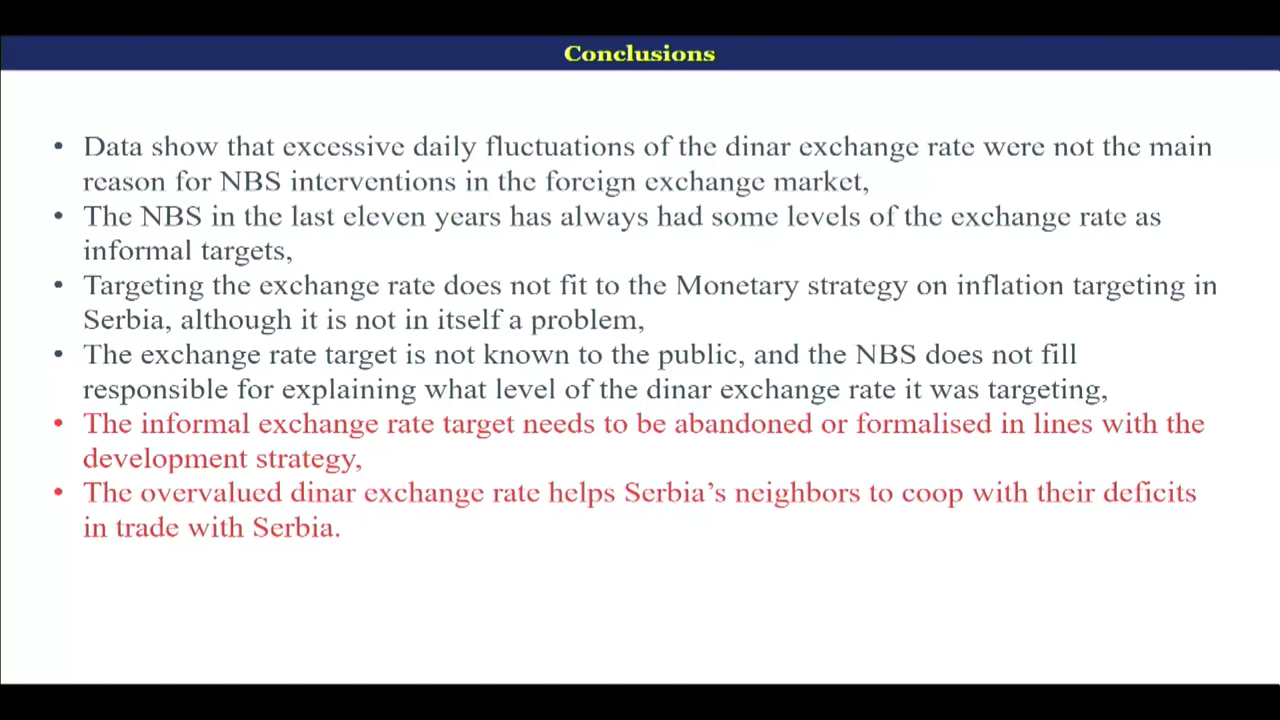 Conclusions
• Data show that excessive daily fluctuations of the dinar exchange rate were not the main
reason for NBS interventions in the foreign exchange market,
• The NBS in the last eleven years has always had some levels of the exchange rate as
informal targets,
• Targeting the exchange rate does not fit to the Monetary strategy on inflation targeting in
Serbia, although it is not in itself a problem,
• The exchange rate target is not known to the public, and the NBS does not fill
responsible for explaining what level of the dinar exchange rate it was targeting,
• The informal exchange rate target needs to be abandoned or formalised in lines with the
development strategy,
• The overvalued dinar exchange rate helps Serbia’s neighbors to coop with their deficits
in trade with Serbia.